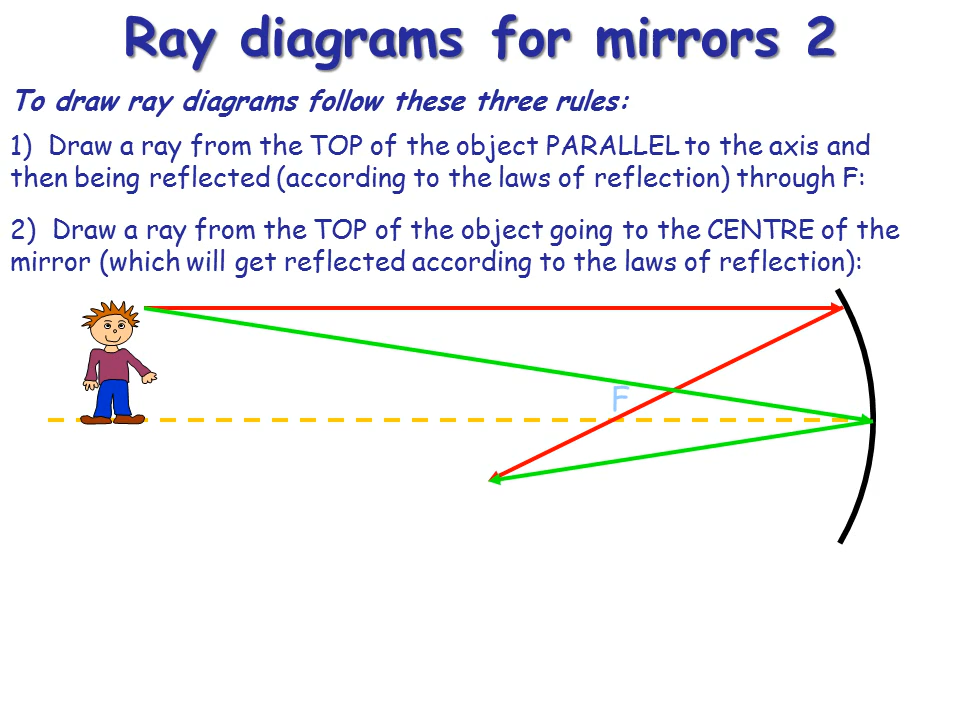 Ray diagrams for mirrors 2
To draw ray diagrams follow these three rules:
1) Draw a ray from the TOP of the object PARALLEL to the axis and
then being reflected (according to the laws of reflection) through F:
2) Draw a ray from the TOP of the object going to the CENTRE of the
mirror (which will get reflected according to the laws of reflection):
F